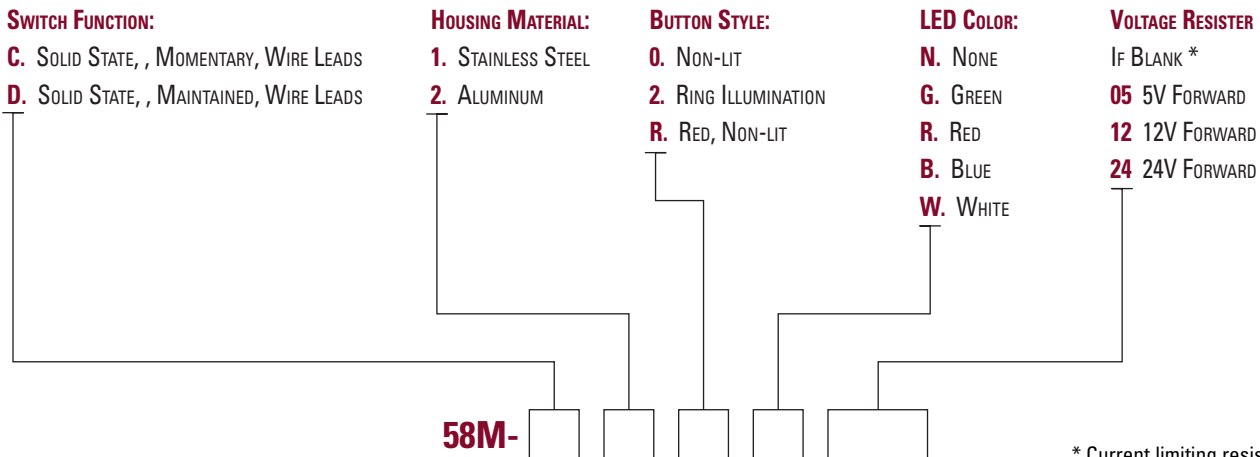 Switch Function:
C. Solid State, , Momentary, Wire Leads
D. Solid State, , Maintained, Wire Leads
Housing Material:
1. Stainless Steel
2. Aluminum
Button Style:
0. Non-lit
2. Ring Illumination
R. Red, Non-lit
LED Color:
N. None
G. Green
R. Red
B. Blue
W. White
Voltage Resister
If Blank *
05 5V Forward
12 12V Forward
24 24V Forward
58M-
* Current limiting